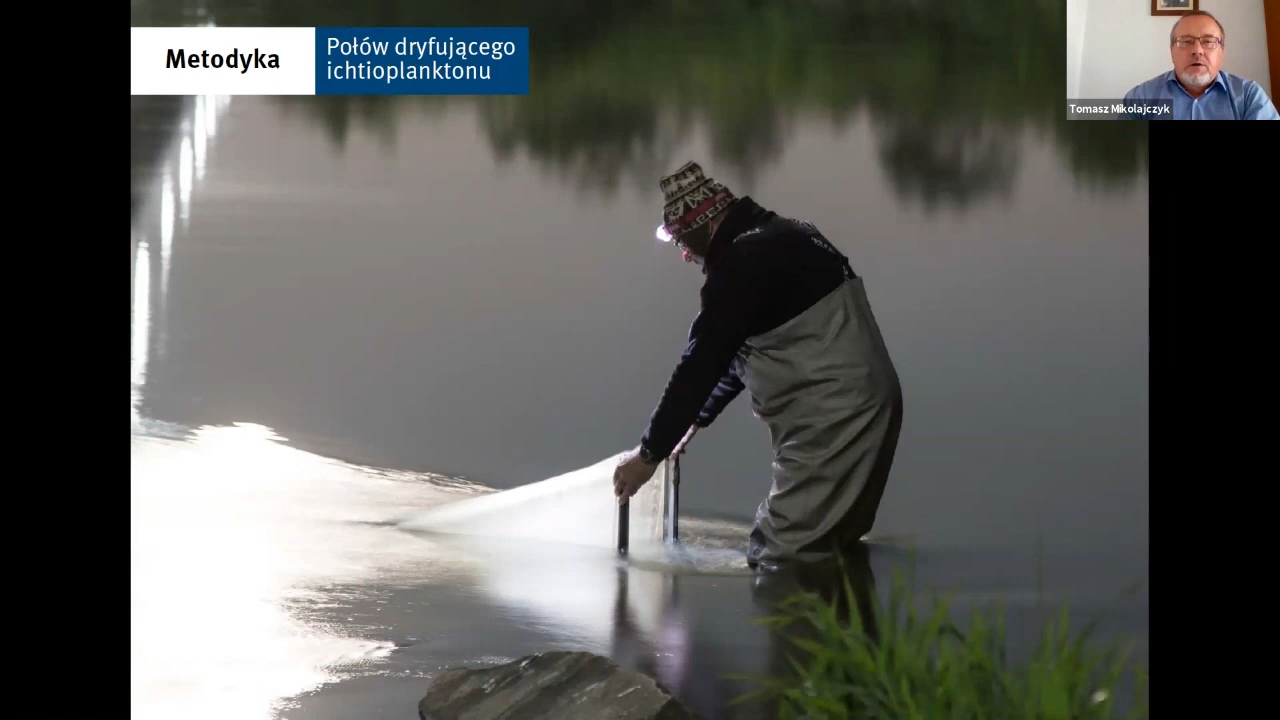 Metodyka
Połów dryfującego
ichtioplanktonu
Tomasz Mikolajczyk